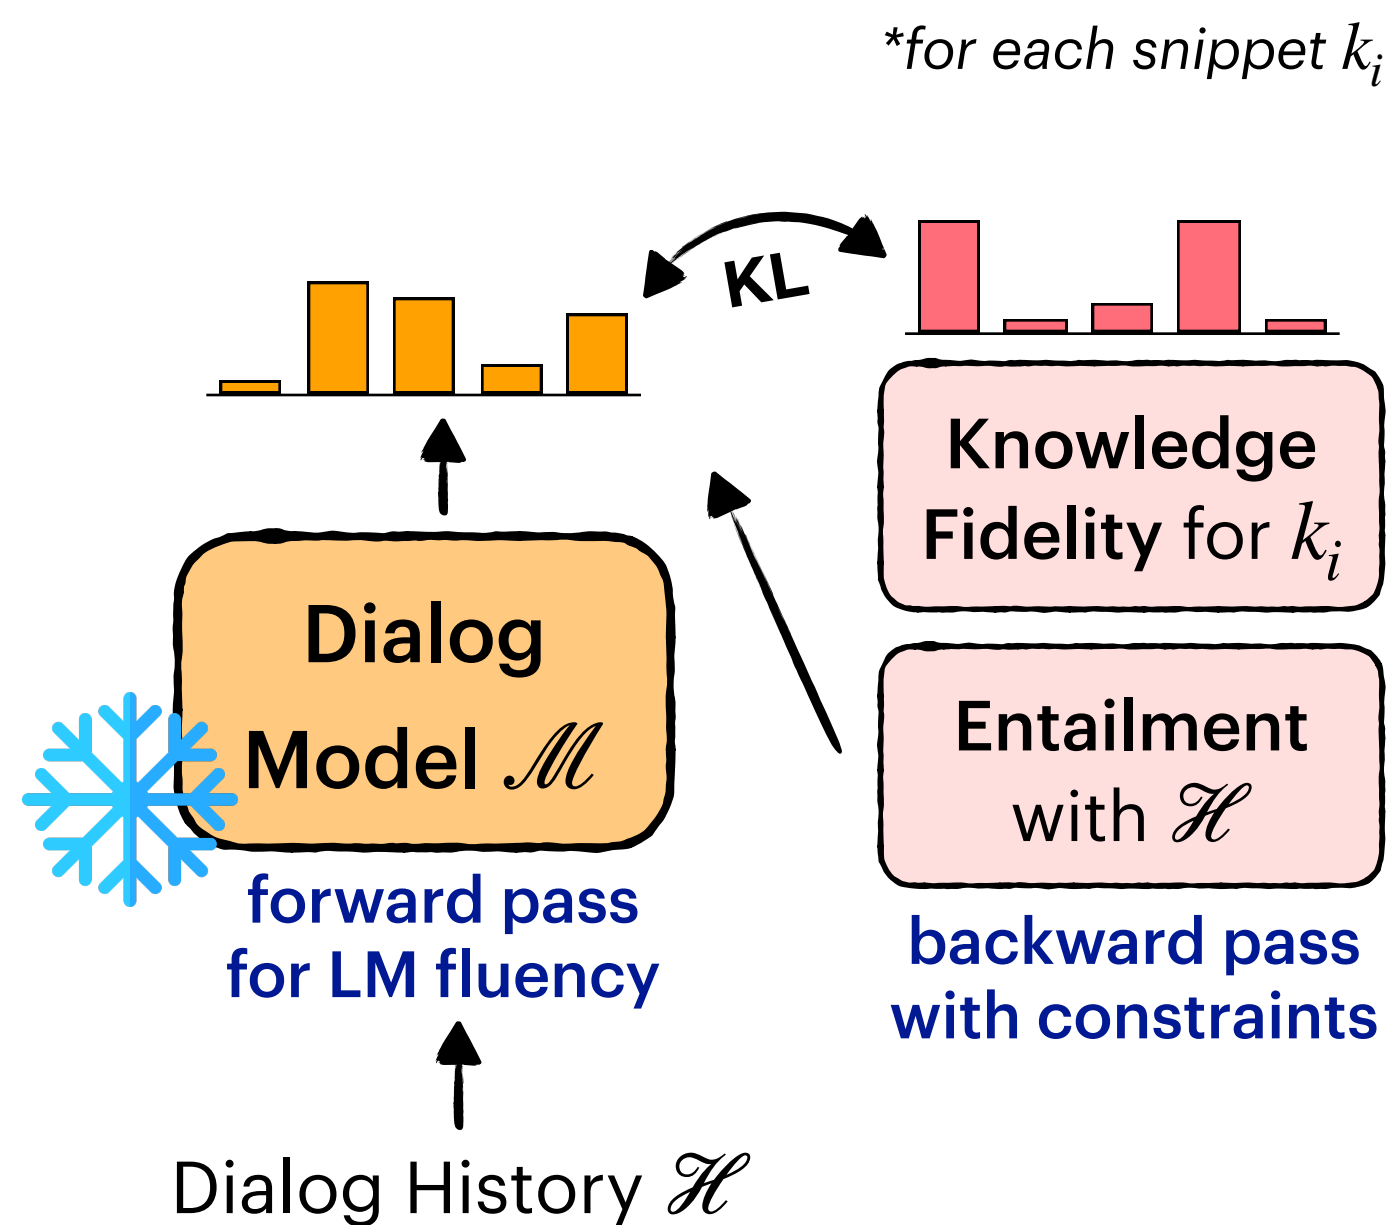 *for each snippet kᵢ
KL
Knowledge
Fidelity for kᵢ
Dialog
Model ℳ
Entailment
with ℋ
forward pass
for LM fluency
backward pass
with constraints
Dialog History ℋ